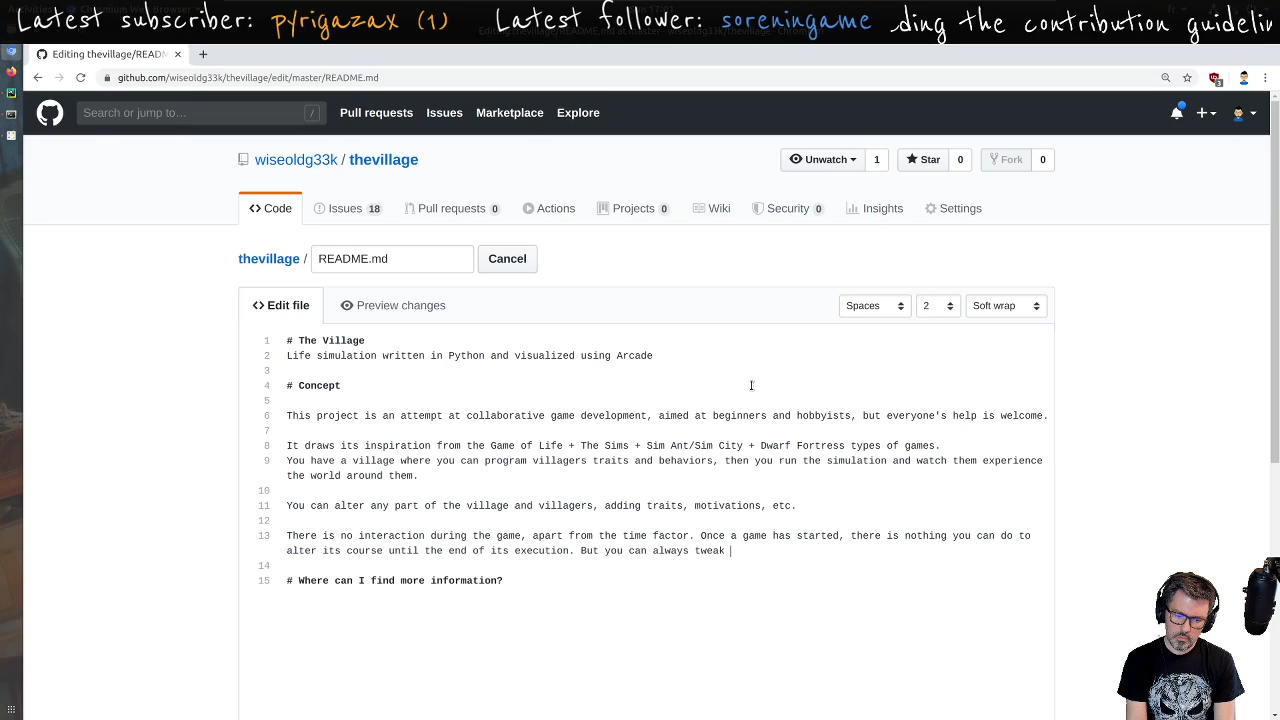 Latest subscriber: pyrigazax (1) Latest follower: soreningame ding the contribution guidelin
Editing thevillage/READM
github.com/wiseoldg33k/thevillage/edit/master/README.md
3
Search or jump to… /
Pull requests Issues Marketplace Explore
wiseoldg33k / thevillage
Unwatch 1 Star 0 Fork 0
Code Issues 18 Pull requests 0 Actions Projects 0 Wiki Security 0 Insights Settings
thevillage / README.md Cancel
Edit file Preview changes Spaces 2 Soft wrap
1 # The Village
2 Life simulation written in Python and visualized using Arcade
3
4 # Concept
5
6 This project is an attempt at collaborative game development, aimed at beginners and hobbyists, but everyone's help is welcome.
7
8 It draws its inspiration from the Game of Life + The Sims + Sim Ant/Sim City + Dwarf Fortress types of games.
9 You have a village where you can program villagers traits and behaviors, then you run the simulation and watch them experience
the world around them.
10
11 You can alter any part of the village and villagers, adding traits, motivations, etc.
12
13 There is no interaction during the game, apart from the time factor. Once a game has started, there is nothing you can do to
alter its course until the end of its execution. But you can always tweak
14
15 # Where can I find more information?